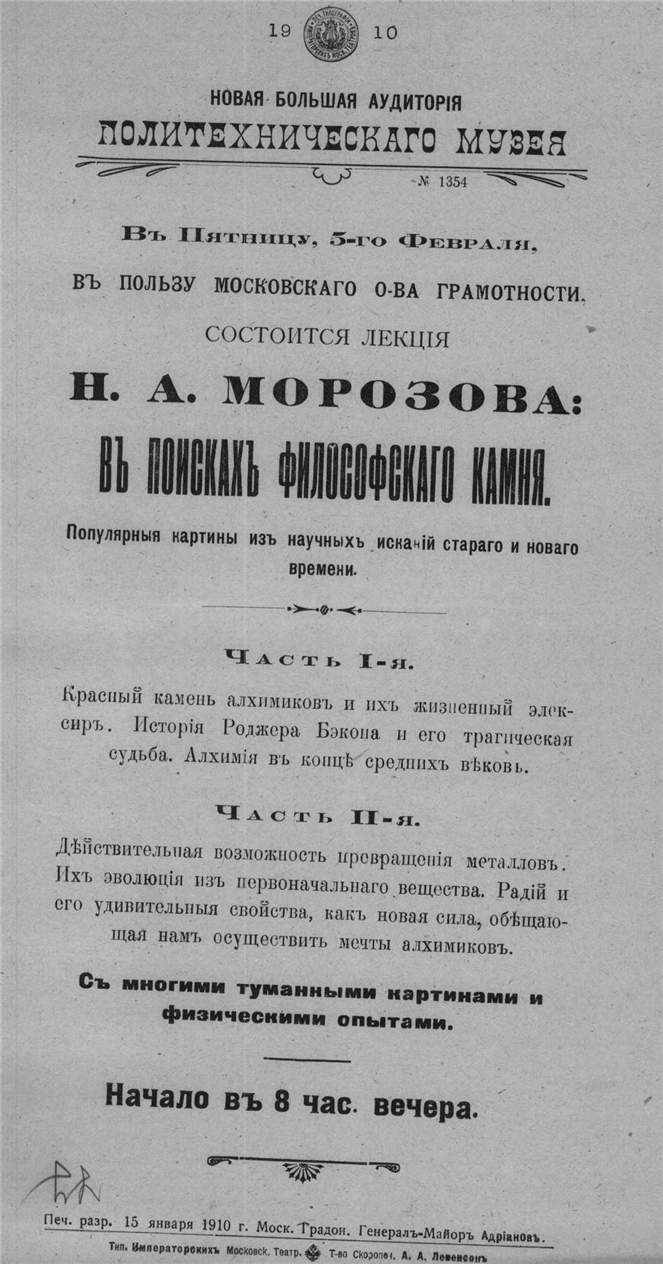 19 10
НОВАЯ БОЛЬШАЯ АУДИТОРІЯ
ПОЛИТЕХНИЧЕСКАГО МУЗЕЯ
№ 1354
Въ Пятницу, 5-го Февраля,
ВЪ ПОЛЬЗУ МОСКОВСКАГО О-ВА ГРАМОТНОСТИ.
СОСТОИТСЯ ЛЕКЦІЯ
Н. А. МОРОЗОВА:
ВЪ ПОИСКАХЪ ФИЛОСОФСКАГО КАМНЯ.
Популярныя картины изъ научныхъ исканій стараго и новаго
времени.
Часть I-я.
Красный камень алхимиковъ и ихъ жизненный элек-
сиръ. Исторія Роджера Бэкона и его трагическая
судьба. Алхимія въ концѣ среднихъ вѣковъ.
Часть II-я.
Дѣйствительная возможность превращенія металловъ.
Ихъ эволюція изъ первоначальнаго вещества. Радій и
его удивительныя свойства, какъ новая сила, обѣщаю-
щая намъ осуществить мечты алхимиковъ.
Съ многими туманными картинами и
физическими опытами.
Начало въ 8 час. вечера.
Печ. разр. 15 января 1910 г. Моск. Градон. Генералъ-Майоръ Адріановъ.
Тип. Императорскихъ Московск. Театр. Т-во Скоропеч. А. А. Левенсонъ